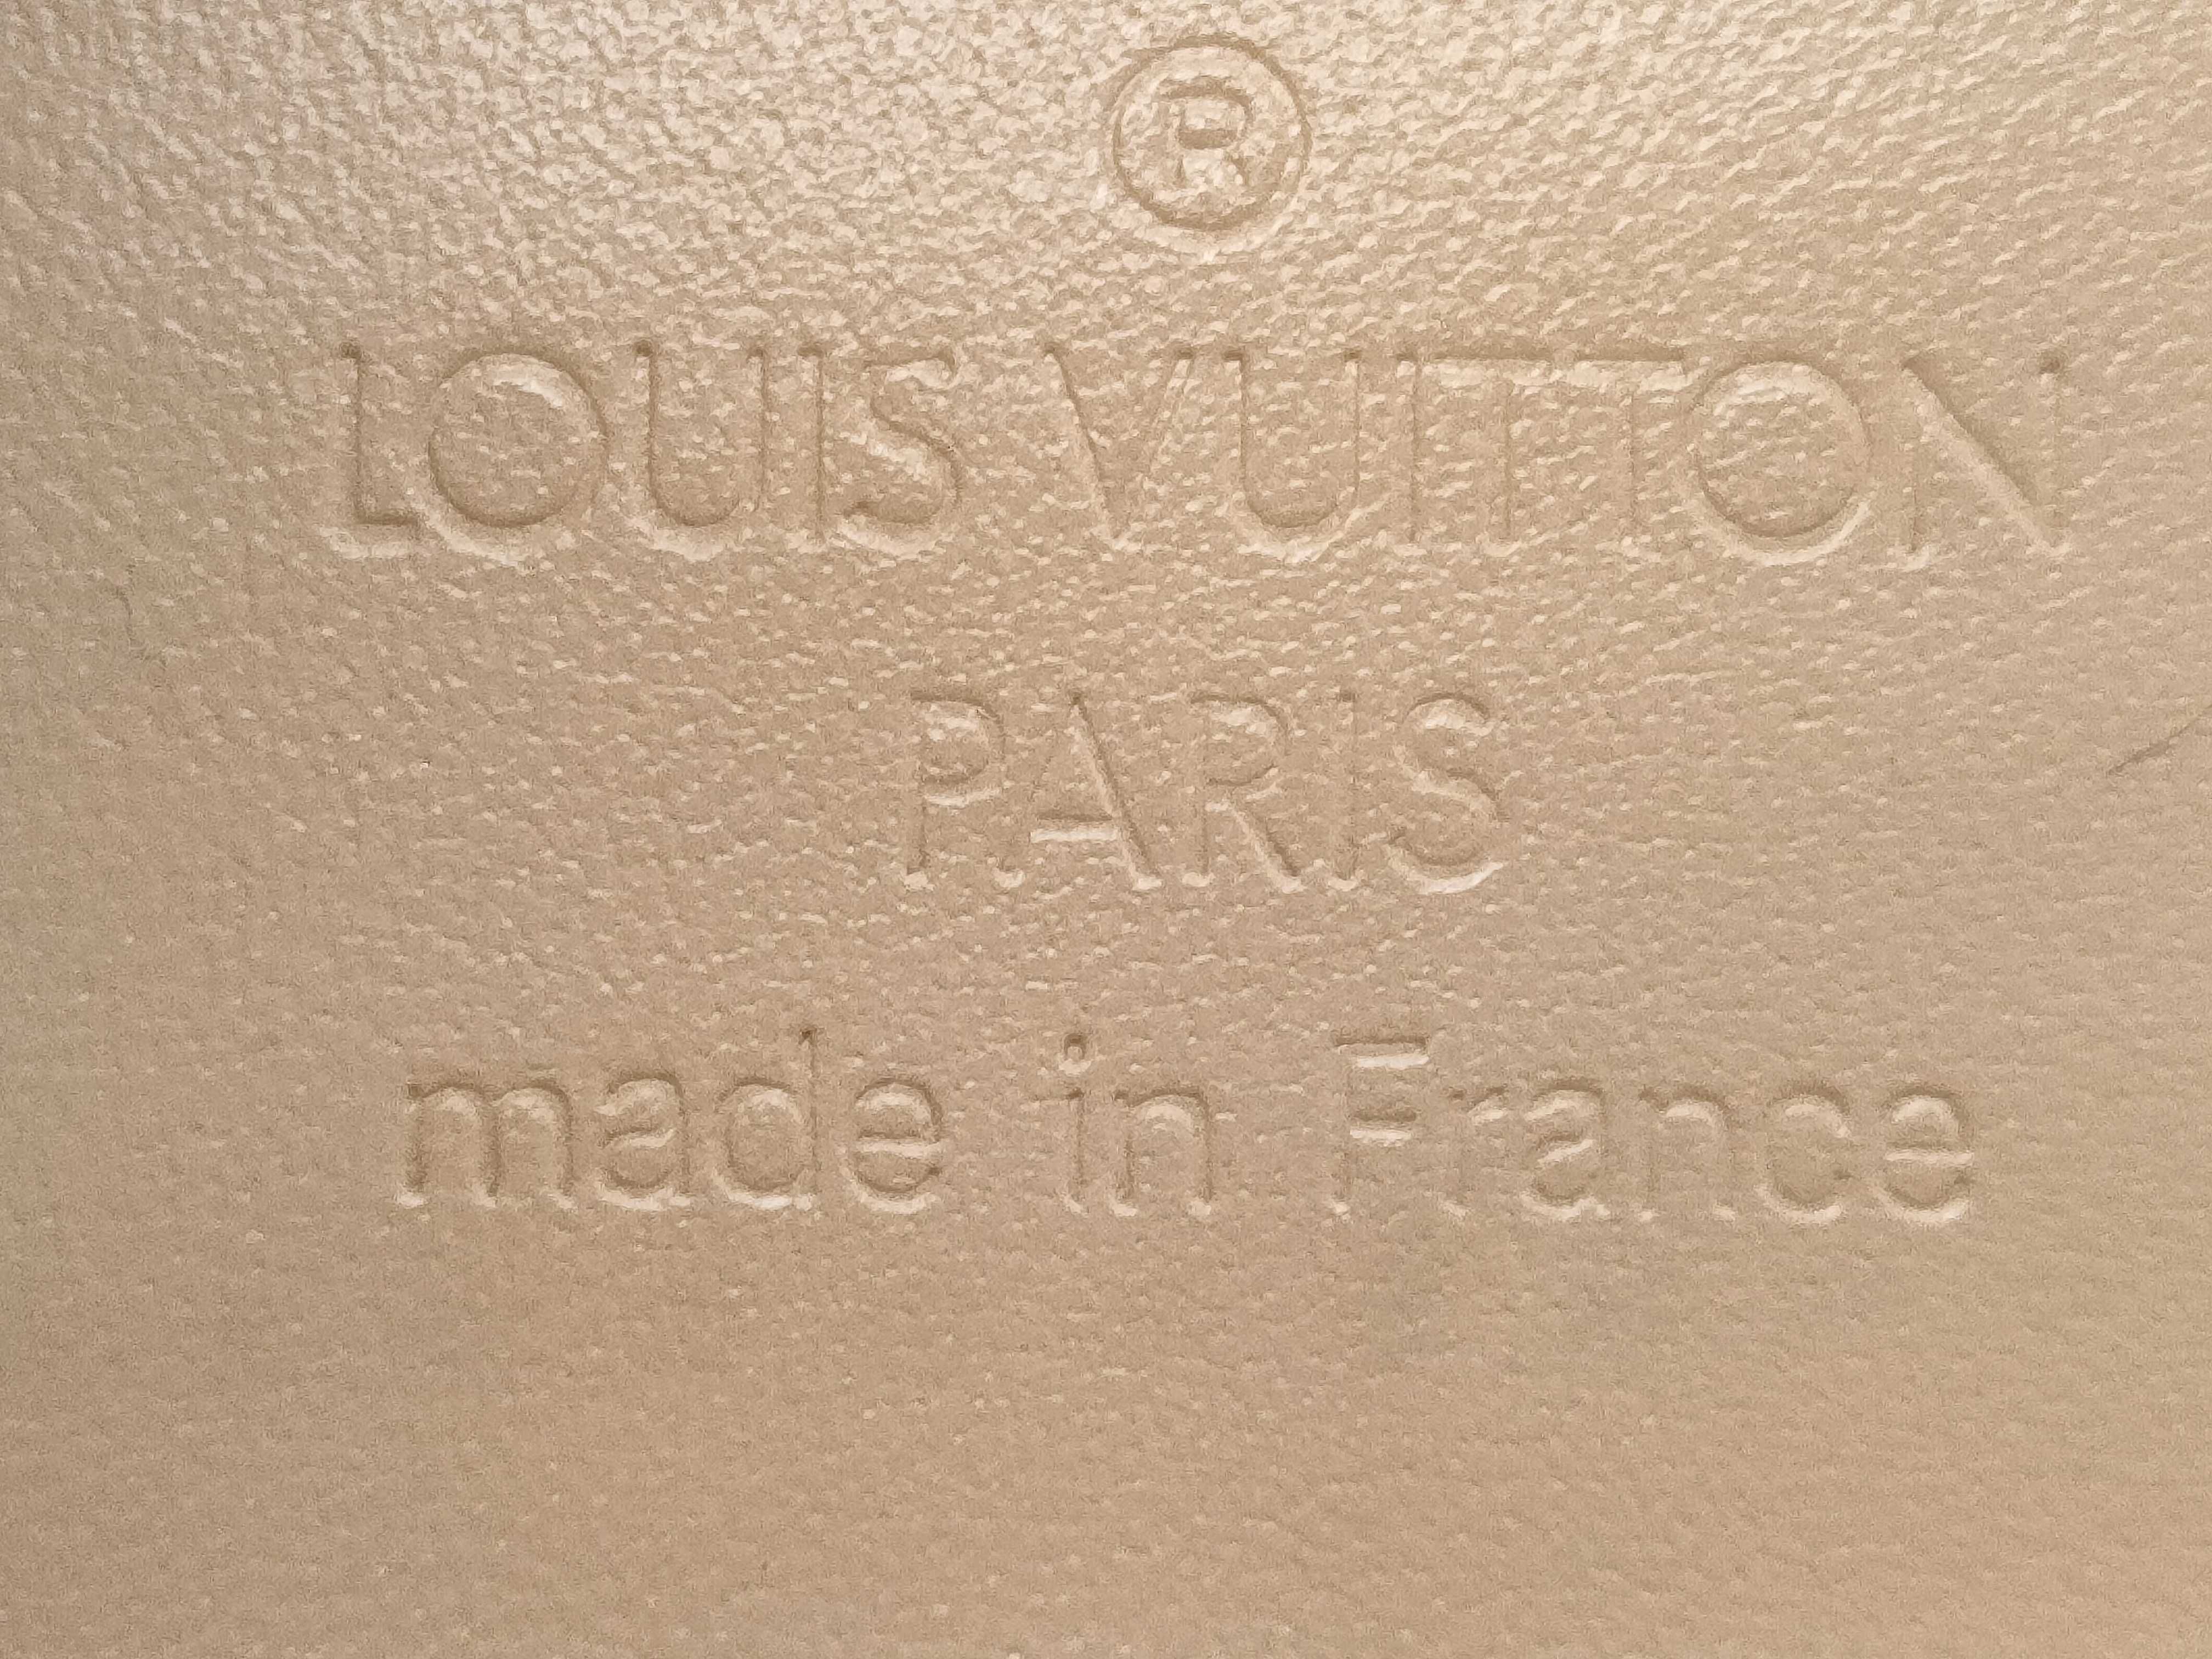 ®
LOUIS VUITTON
PARIS
made in France